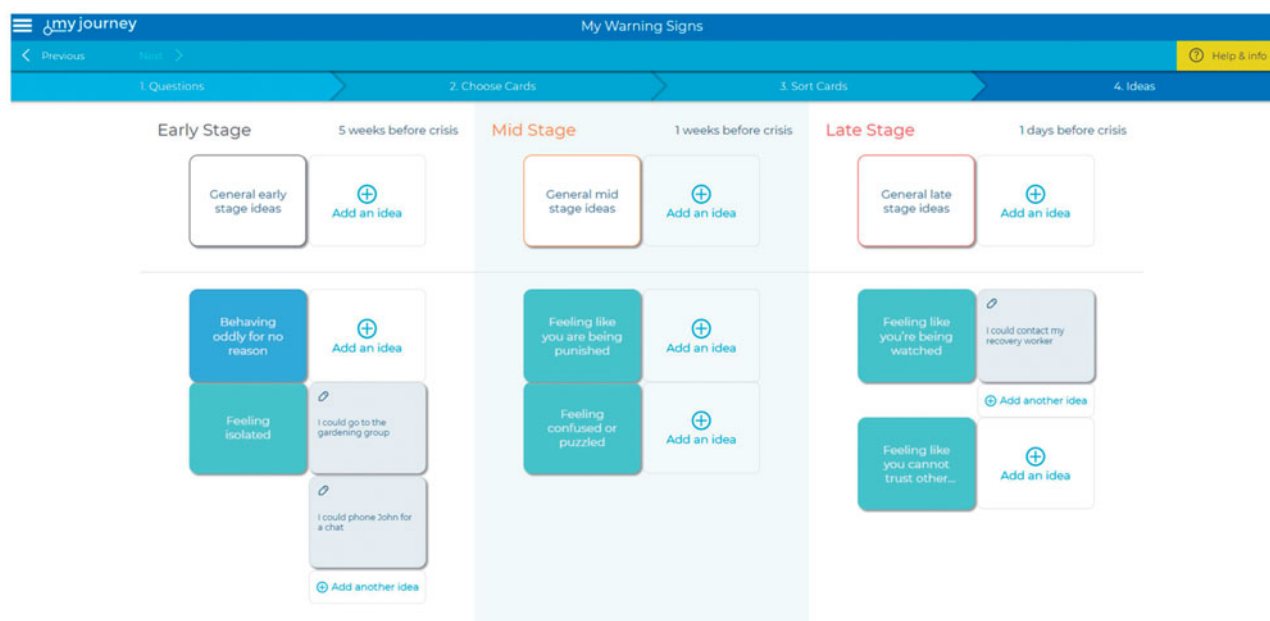 my journey
My Warning Signs
Previous
Next
Help & info
1. Questions
2. Choose Cards
3. Sort Cards
4. Ideas
Early Stage
5 weeks before crisis
General early
stage ideas
Add an idea
Behaving
oddly for no
reason
Add an idea
Feeling
isolated
I could go to the
gardening group
I could phone John for
a chat
Add another idea
Mid Stage
1 weeks before crisis
General mid
stage ideas
Add an idea
Feeling like
you are being
punished
Add an idea
Feeling
confused or
puzzled
Add an idea
Late Stage
1 days before crisis
General late
stage ideas
Add an idea
Feeling like
you're being
watched
I could contact my
recovery worker
Add another idea
Feeling like
you cannot
trust other...
Add an idea